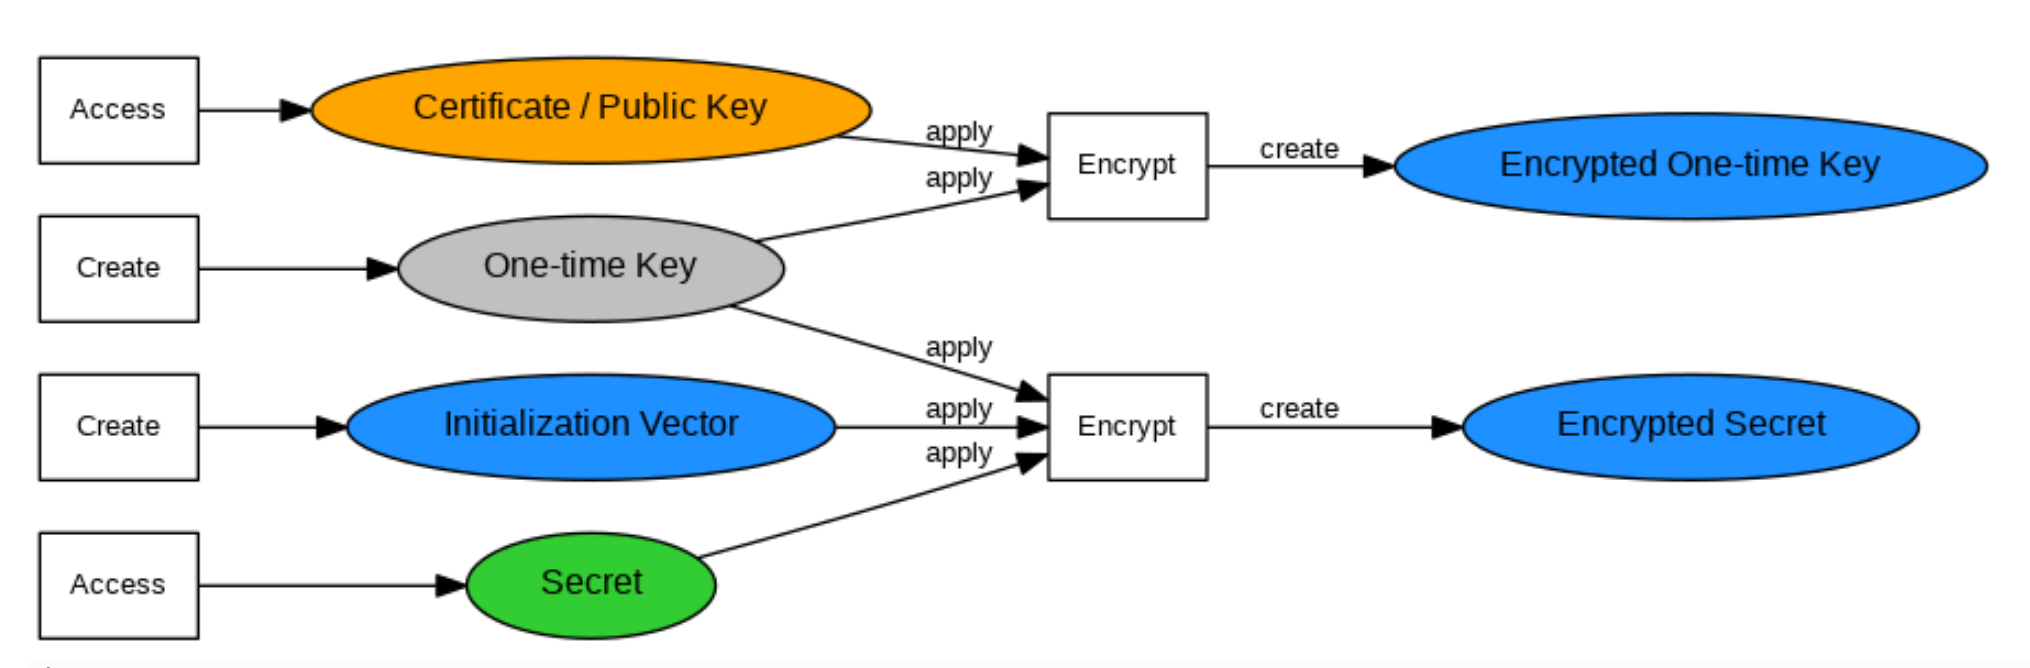 Access
Certificate / Public Key
apply
Encrypt
create
Encrypted One-time Key
apply
Create
One-time Key
apply
Create
Initialization Vector
apply
Encrypt
create
Encrypted Secret
apply
Access
Secret